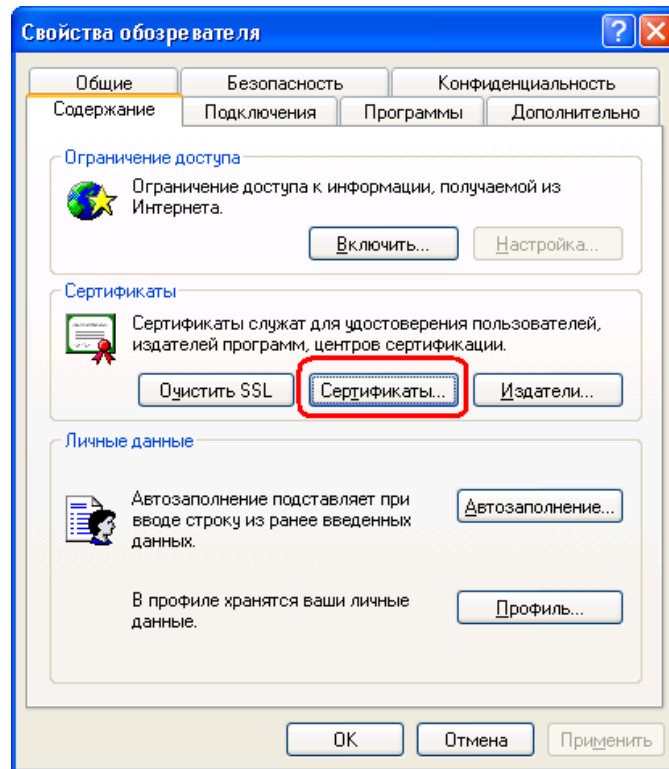 Свойства обозревателя
Общие Безопасность Конфиденциальность
Содержание Подключения Программы Дополнительно
Ограничение доступа
Ограничение доступа к информации, получаемой из
Интернета.
Включить... Настройка...
Сертификаты
Сертификаты служат для удостоверения пользователей,
издателей программ, центров сертификации.
Очистить SSL Сертификаты... Издатели...
Личные данные
Автозаполнение подставляет при
вводе строку из ранее введенных
данных.
Автозаполнение...
В профиле хранятся ваши личные
данные.
Профиль...
OK Отмена Применить